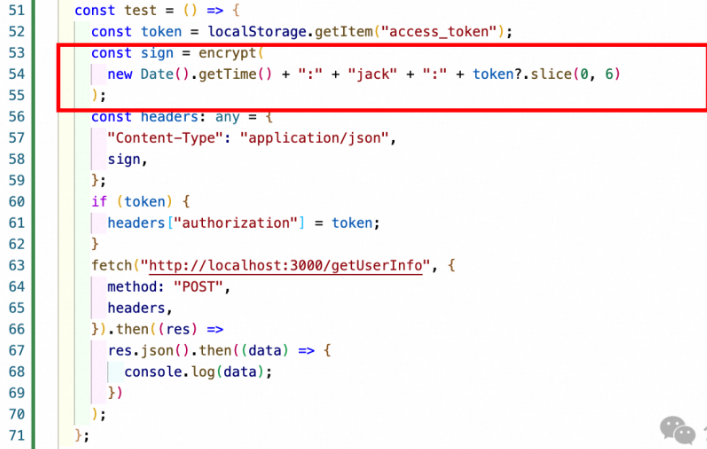 51 const test = () => {
52 const token = localStorage.getItem("access_token");
53 const sign = encrypt(
54 new Date().getTime() + ":" + "jack" + ":" + token?.slice(0, 6)
55 );
56 const headers: any = {
57 "Content-Type": "application/json",
58 sign,
59 };
60 if (token) {
61 headers["authorization"] = token;
62 }
63 fetch("http://localhost:3000/getUserInfo", {
64 method: "POST",
65 headers,
66 }).then((res) =>
67 res.json().then((data) => {
68 console.log(data);
69 })
70 );
71 };